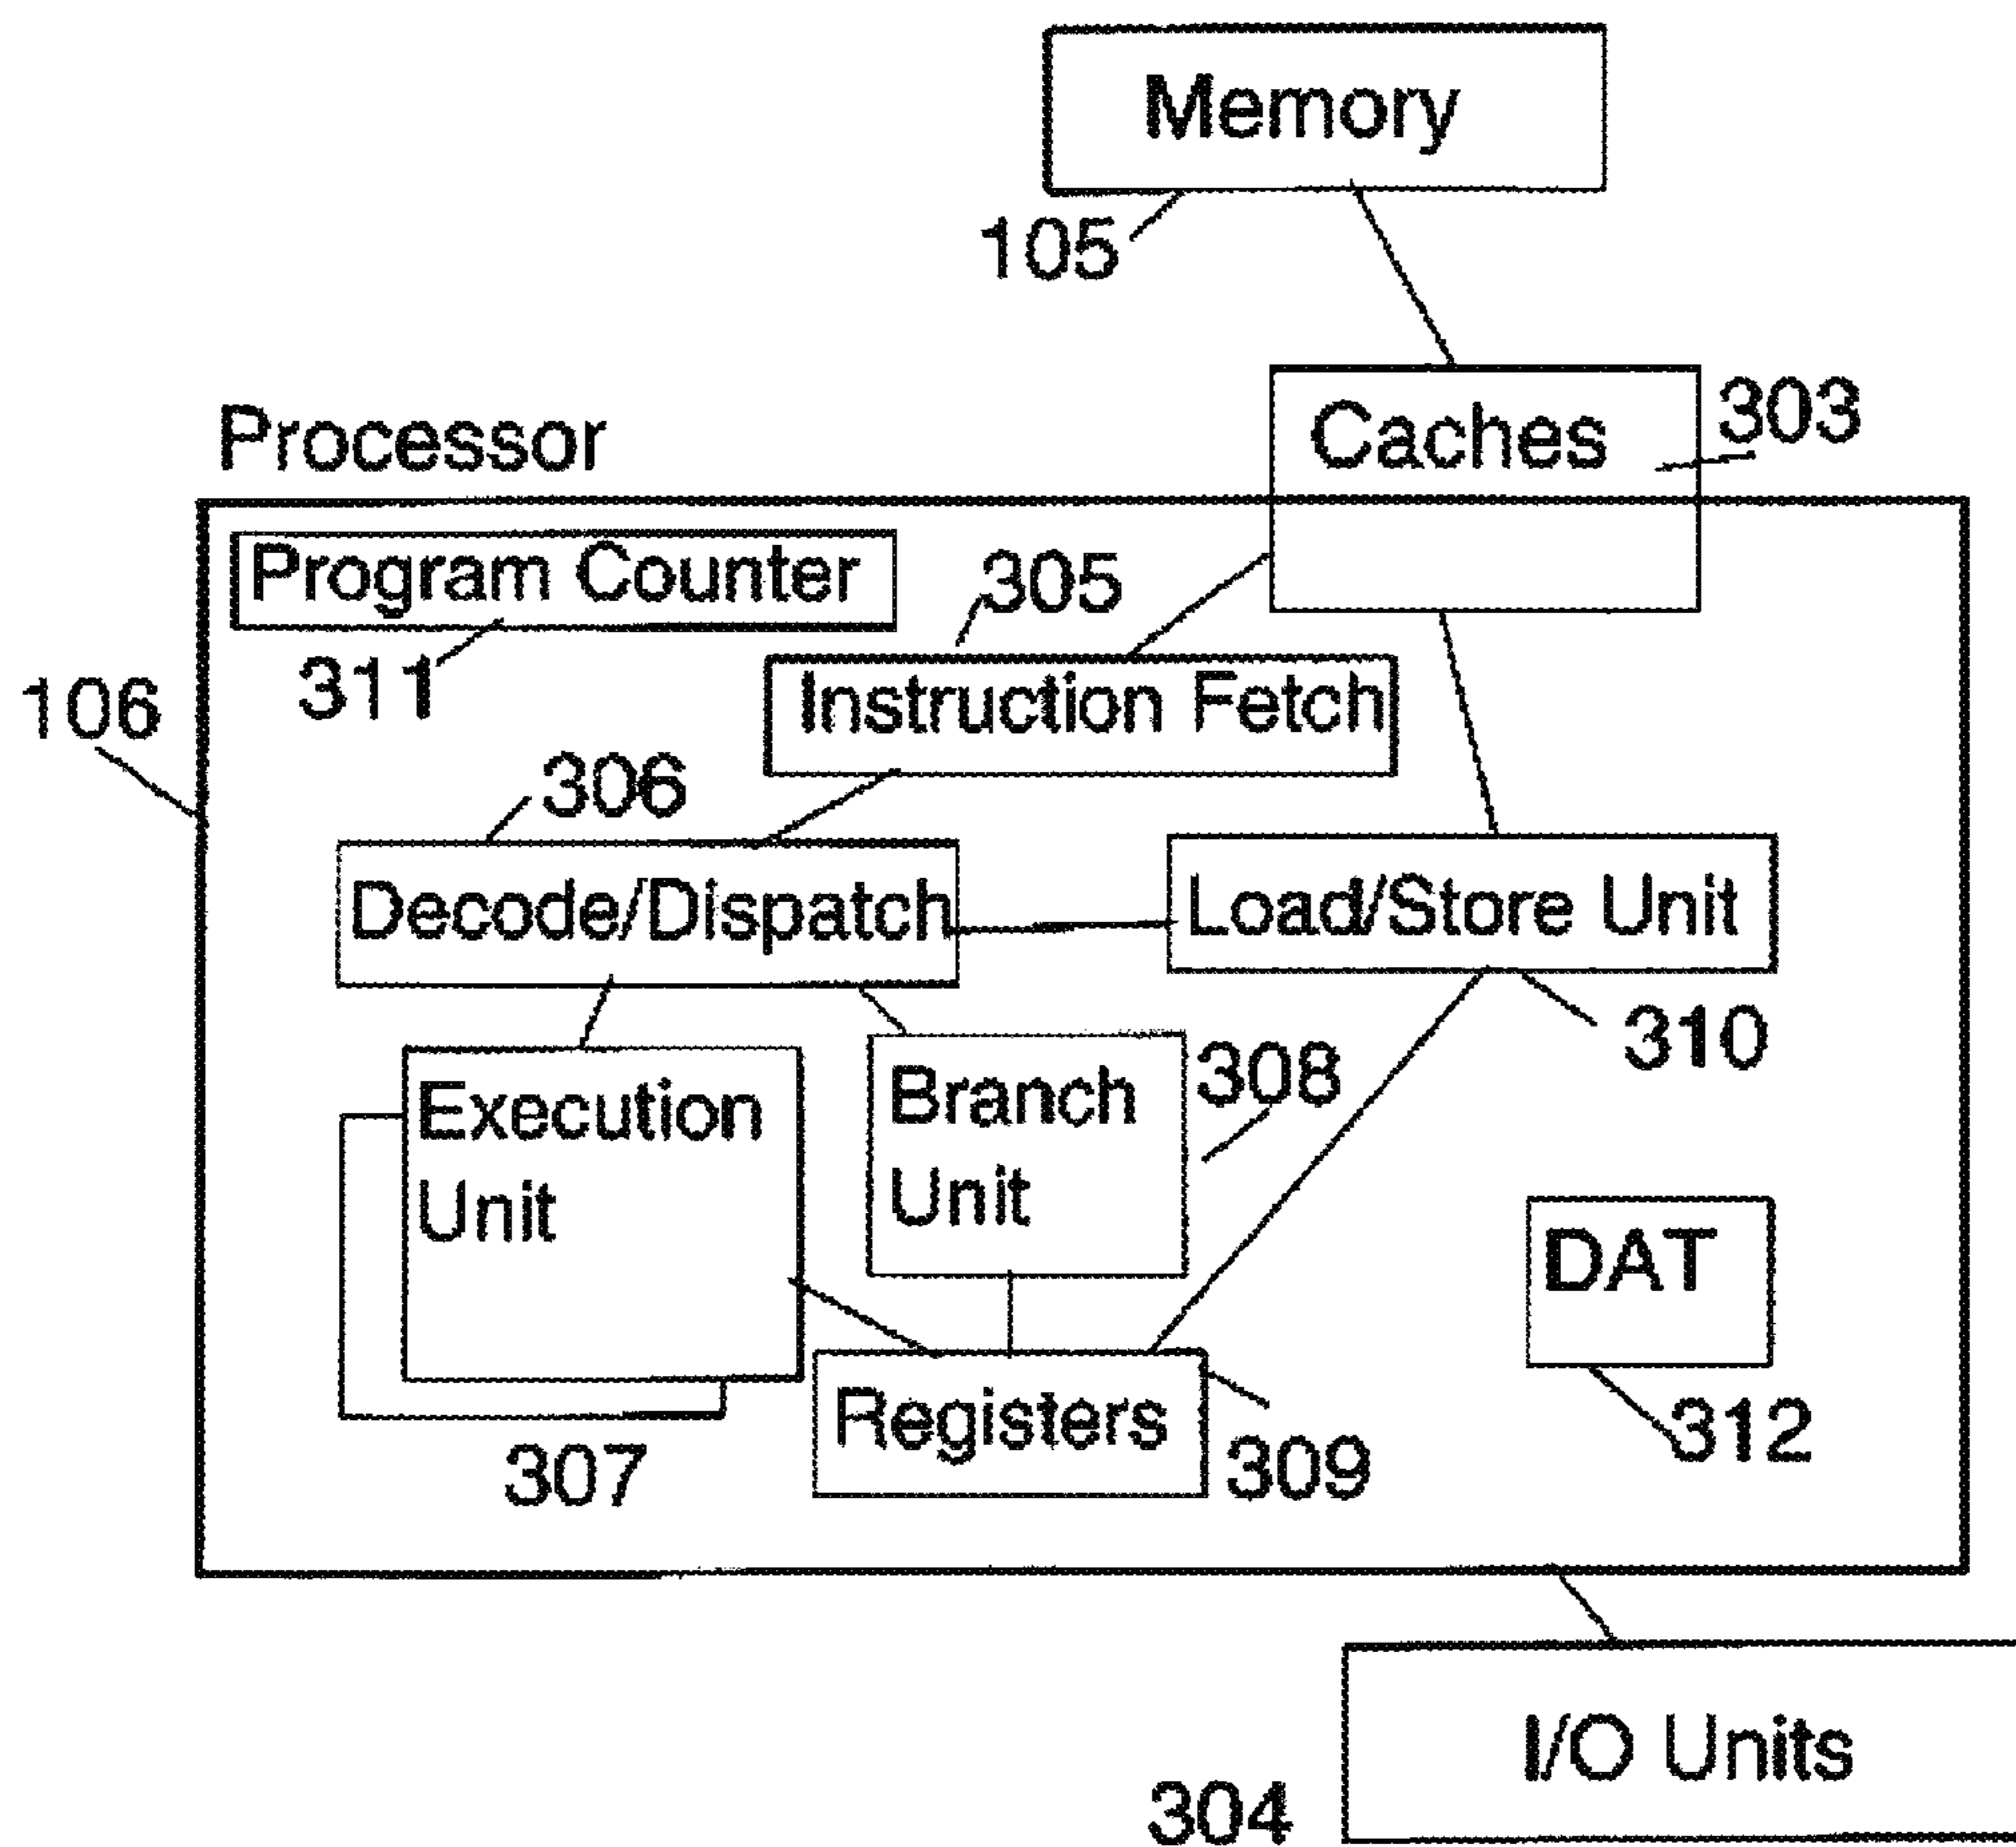 Memory
105
Caches
303
Processor
Program Counter
305
311
Instruction Fetch
106
306
Decode/Dispatch
Load/Store Unit
310
Execution
Unit
Branch
Unit
308
DAT
Registers
312
307
309
I/O Units
304